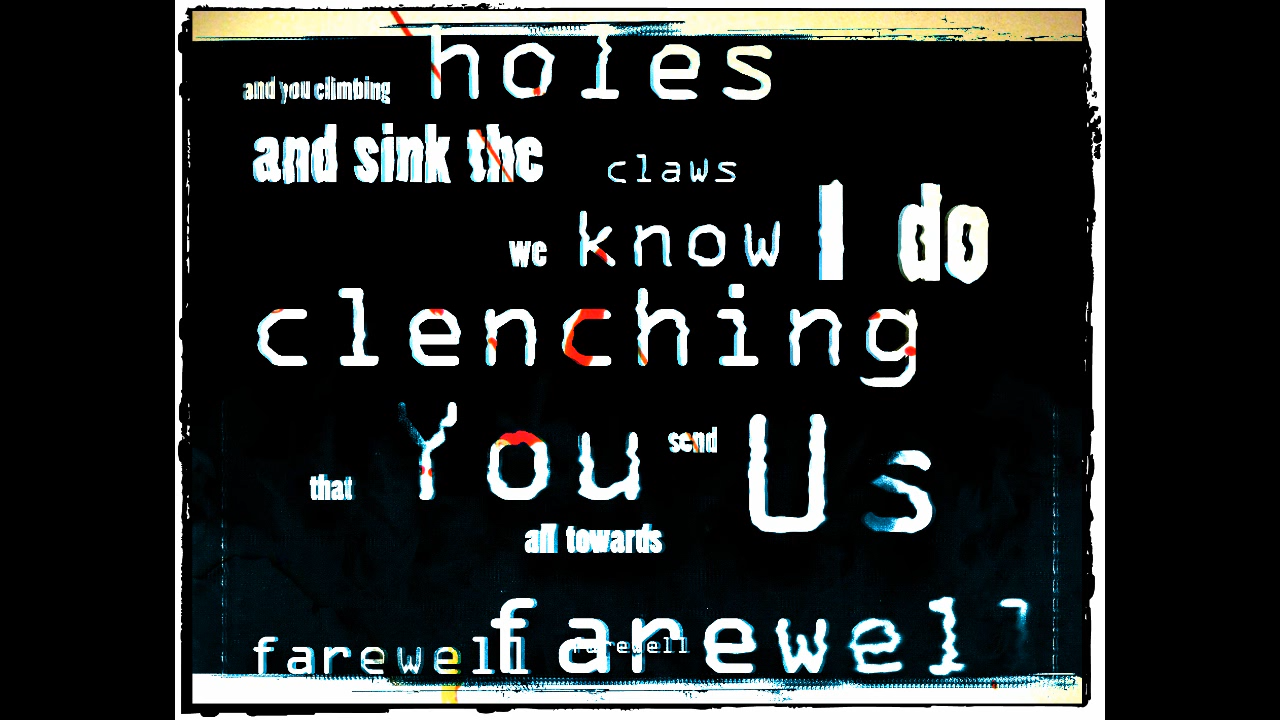 and you climbing holes
and sink the claws
we know I do
clenching
that You send Us
all towards
farewell farewell farewell